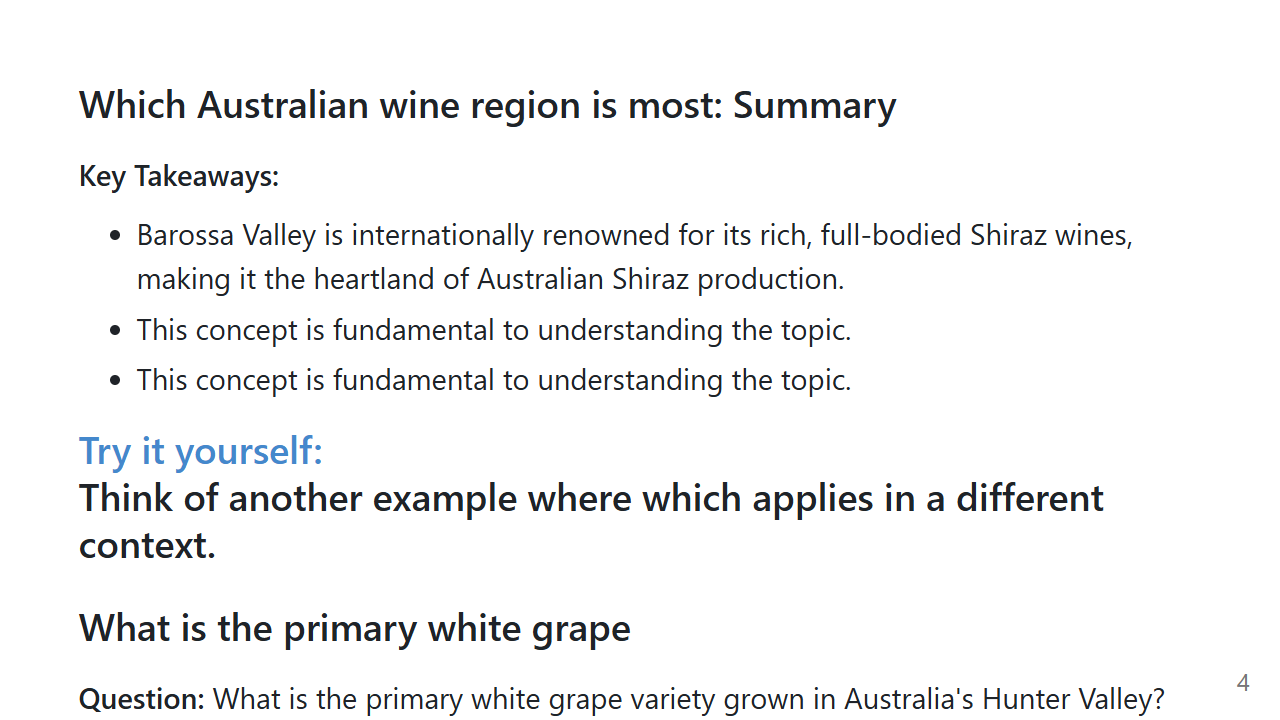 Which Australian wine region is most: Summary
Key Takeaways:
• Barossa Valley is internationally renowned for its rich, full-bodied Shiraz wines,
making it the heartland of Australian Shiraz production.
• This concept is fundamental to understanding the topic.
• This concept is fundamental to understanding the topic.
Try it yourself:
Think of another example where which applies in a different
context.
What is the primary white grape
Question: What is the primary white grape variety grown in Australia's Hunter Valley?
4